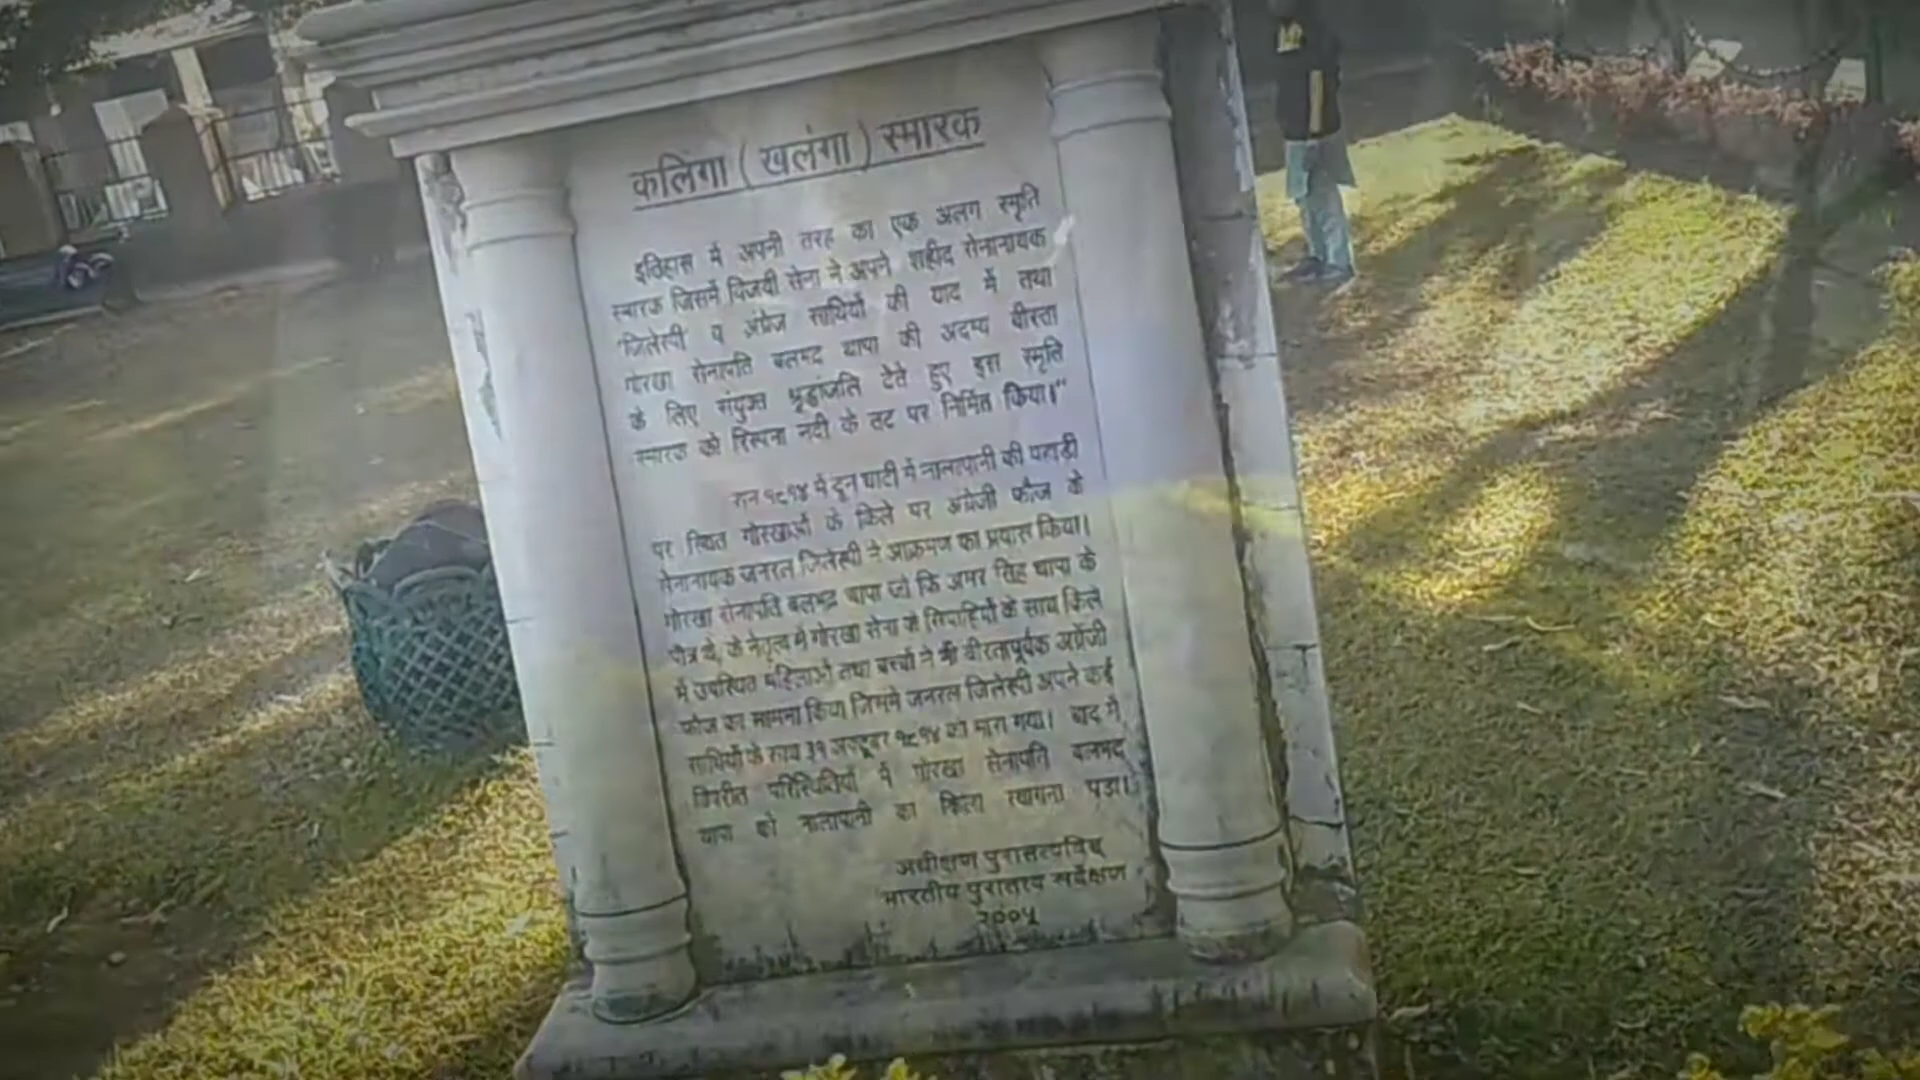 कलिंगा ( खलंगा ) स्मारक
इतिहास में अपनी तरह का एक अलग स्मृति
स्मारक जिसमें विजयी सेना ने अपने शहीद सेनानायक
'जिलेस्पी' व अंग्रेज साथियों की याद में तथा
गोरखा सेनापति बलभद्र थापा की अदम्य वीरता
के लिए संयुक्त श्रृद्धाजंलि देते हुए इस स्मृति
स्मारक को रिस्पना नदी के तट पर निर्मित किया।"
सन १८१४ में दून घाटी में नालापानी की पहाड़ी
पर स्थित गोरखाओं के किले पर अंग्रेजी फौज के
सेनानायक जनरल जिलेस्पी ने आक्रमण का प्रयास किया।
गोरखा सेनापति बलभद्र थापा जो कि अमर सिंह थापा के
पौत्र थे, के नेतृत्व में गोरखा सेना के सिपाहियों के साथ किले
में उपस्थित महिलाओं तथा बच्चों ने भी वीरतापूर्वक अंग्रेजी
फौज का सामना किया जिसमे जनरल जिलेस्पी अपने कई
साथियों के साथ ३१ अक्टूबर १८१४ को मारा गया। बाद में
विपरीत परिस्थितियों में गोरखा सेनापति बलभद्र
थापा को नालापानी का किला त्यागना पड़ा।
अधीक्षण पुरातत्वविद्
भारतीय पुरातत्व सर्वेक्षण
२००५